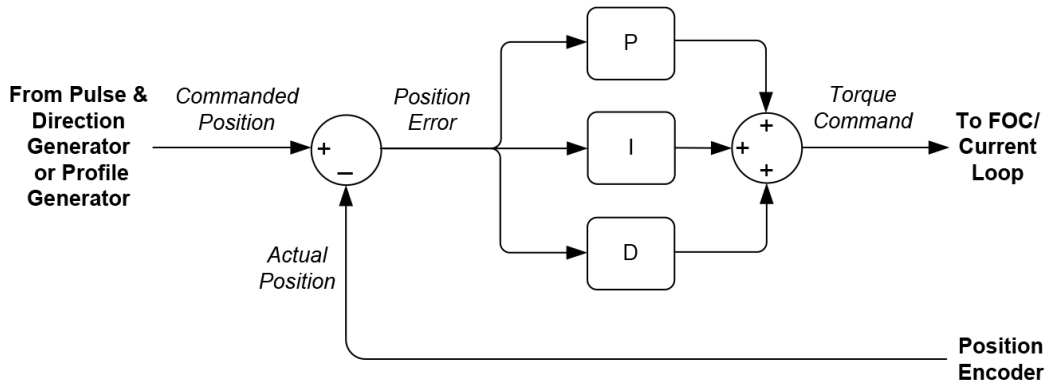 From Pulse &
Direction
Generator
or Profile
Generator
Commanded
Position
+
−
Position
Error
P
I
D
+
+
+
Torque
Command
To FOC/
Current
Loop
Actual
Position
Position
Encoder